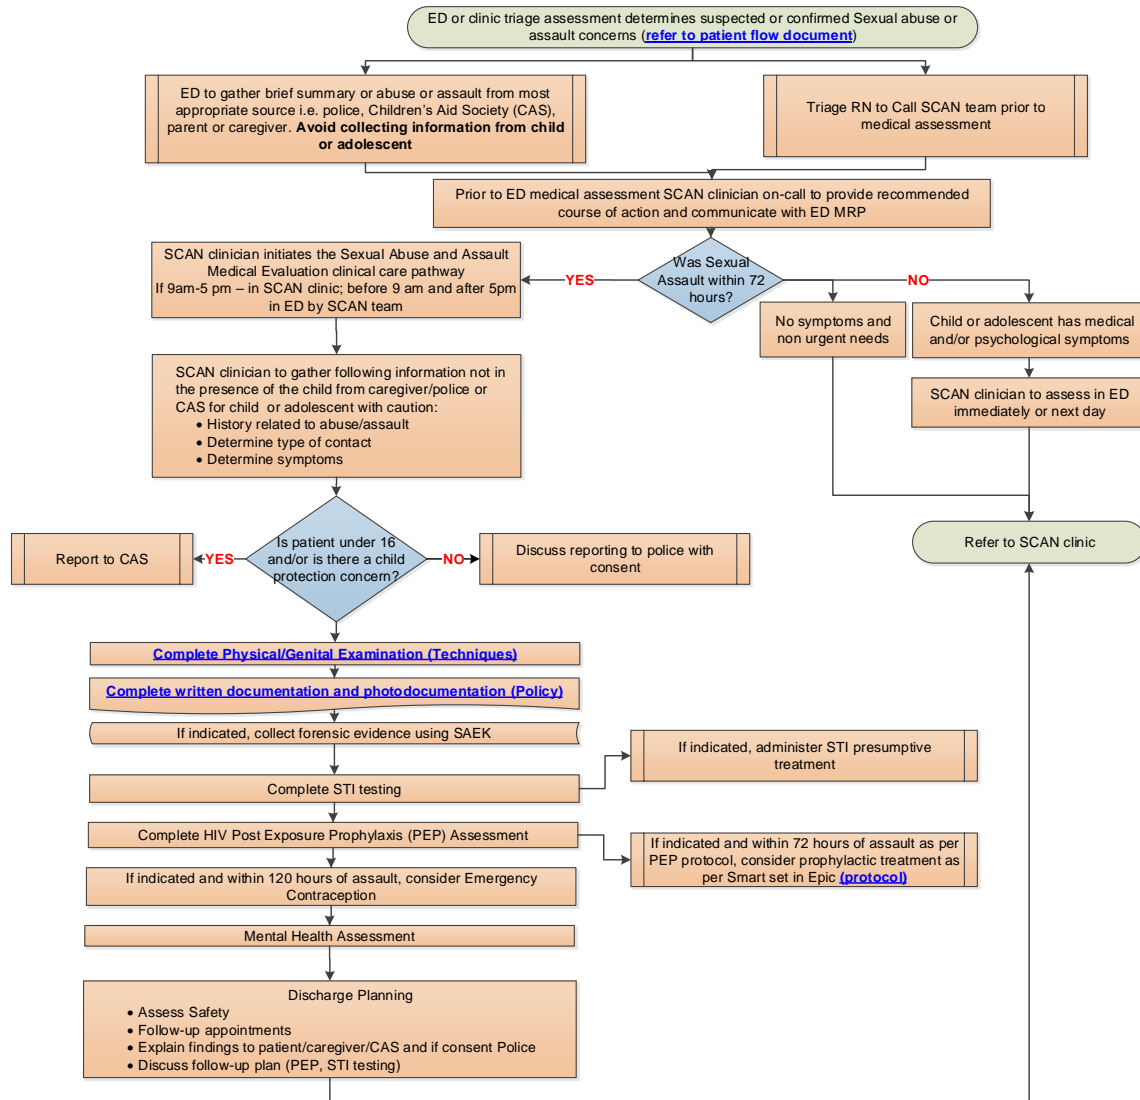 ED or clinic triage assessment determines suspected or confirmed Sexual abuse or
assault concerns (refer to patient flow document)
ED to gather brief summary or abuse or assault from most
appropriate source i.e. police, Children's Aid Society (CAS),
parent or caregiver. Avoid collecting information from child
or adolescent
Triage RN to Call SCAN team prior to
medical assessment
Prior to ED medical assessment SCAN clinician on-call to provide recommended
course of action and communicate with ED MRP
SCAN clinician initiates the Sexual Abuse and Assault
Medical Evaluation clinical care pathway
If 9am-5 pm – in SCAN clinic; before 9 am and after 5pm
in ED by SCAN team
YES
Was Sexual
Assault within 72
hours?
NO
No symptoms and
non urgent needs
Child or adolescent has medical
and/or psychological symptoms
SCAN clinician to assess in ED
immediately or next day
SCAN clinician to gather following information not in
the presence of the child from caregiver/police or
CAS for child or adolescent with caution:
• History related to abuse/assault
• Determine type of contact
• Determine symptoms
Refer to SCAN clinic
Report to CAS
YES
Is patient under 16
and/or is there a child
protection concern?
NO
Discuss reporting to police with
consent
Complete Physical/Genital Examination (Techniques)
Complete written documentation and photodocumentation (Policy)
If indicated, collect forensic evidence using SAEK
If indicated, administer STI presumptive
treatment
Complete STI testing
Complete HIV Post Exposure Prophylaxis (PEP) Assessment
If indicated and within 72 hours of assault as per
PEP protocol, consider prophylactic treatment as
per Smart set in Epic (protocol)
If indicated and within 120 hours of assault, consider Emergency
Contraception
Mental Health Assessment
Discharge Planning
• Assess Safety
• Follow-up appointments
• Explain findings to patient/caregiver/CAS and if consent Police
• Discuss follow-up plan (PEP, STI testing)